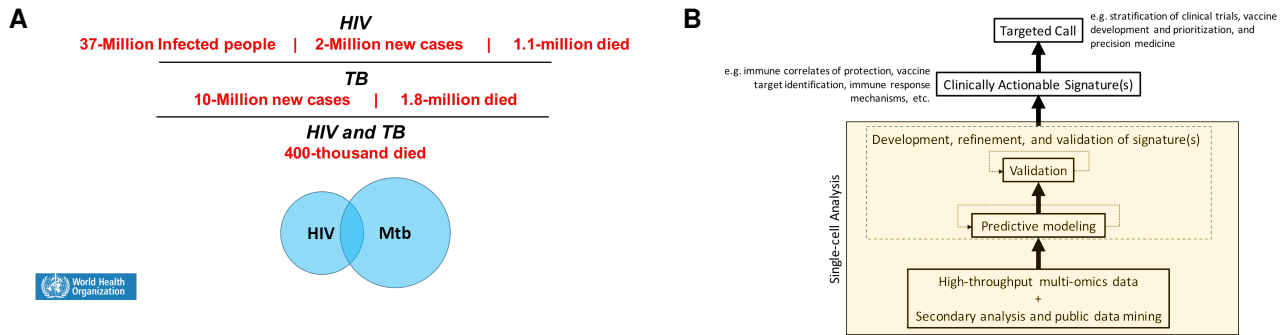 A
HIV
37-Million Infected people | 2-Million new cases | 1.1-million died
TB
10-Million new cases | 1.8-million died
HIV and TB
400-thousand died
HIV
Mtb
World Health
Organization
B
Targeted Call
e.g. stratification of clinical trials, vaccine
development and prioritization, and
precision medicine
e.g. immune correlates of protection, vaccine
target identification, immune response
mechanisms, etc.
Clinically Actionable Signature(s)
Single-cell Analysis
Development, refinement, and validation of signature(s)
Validation
Predictive modeling
High-throughput multi-omics data
+
Secondary analysis and public data mining